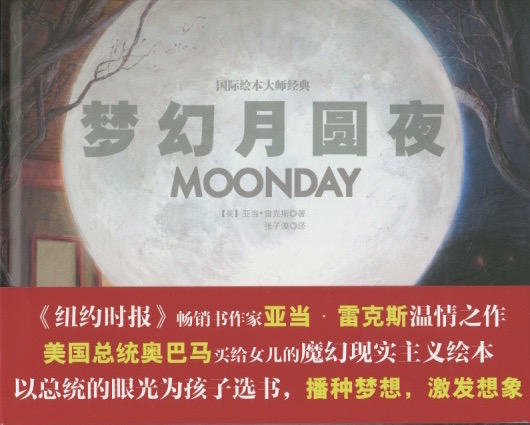 国际绘本大师经典
梦幻月圆夜
MOONDAY
【美】亚当·雷克斯◎著
张子漠◎译
《纽约时报》畅销书作家亚当·雷克斯温情之作
美国总统奥巴马买给女儿的魔幻现实主义绘本
以总统的眼光为孩子选书，播种梦想，激发想象